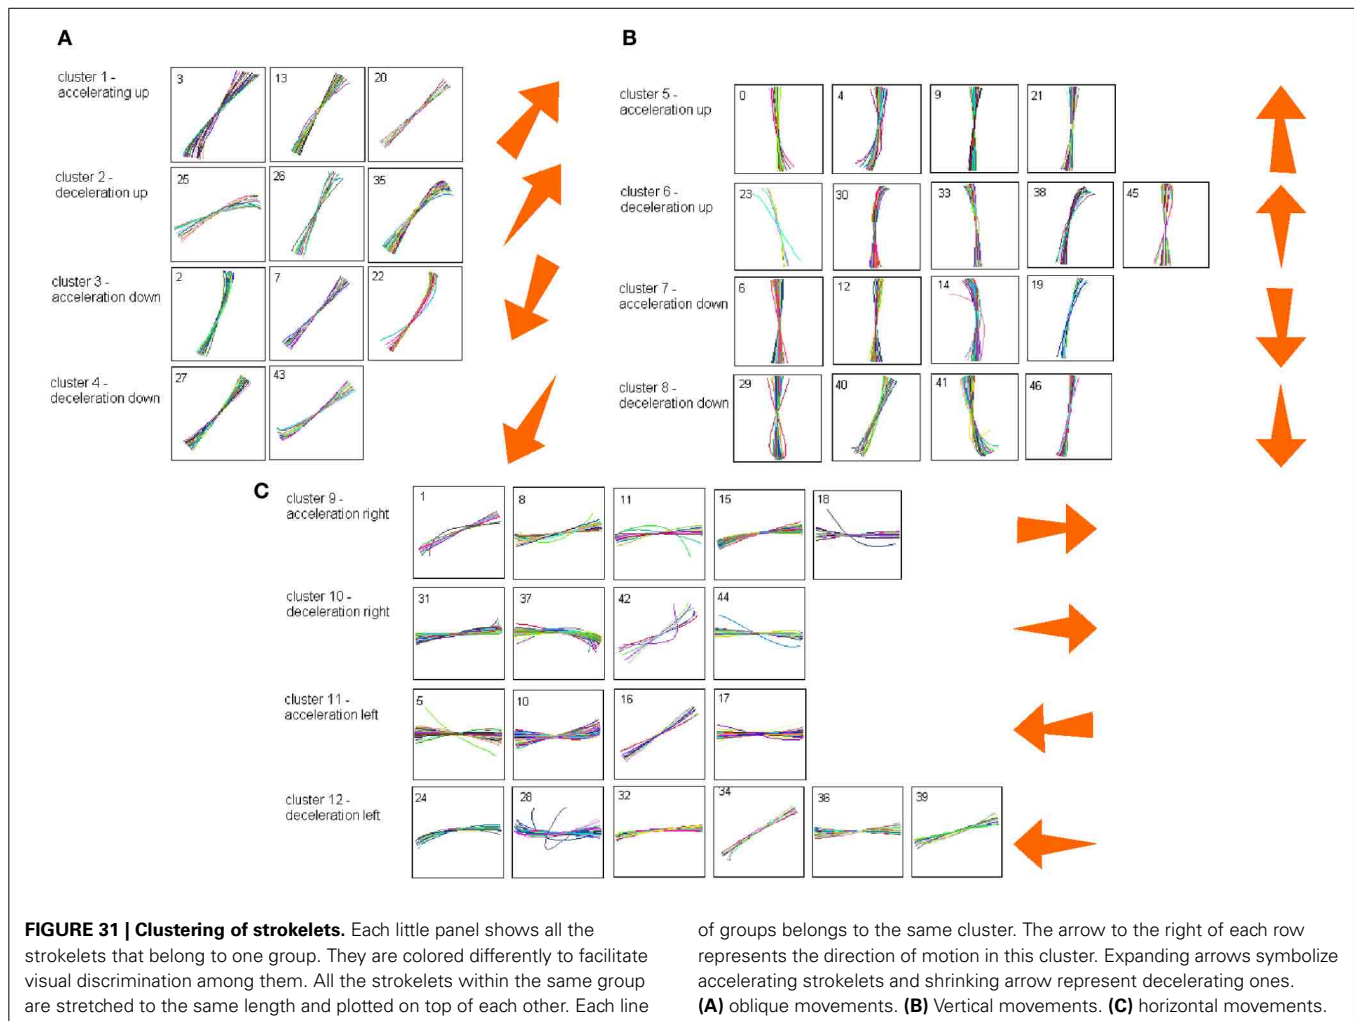 A
cluster 1 -
accelerating up
3 13 20
cluster 2 -
deceleration up
25 26 35
cluster 3 -
acceleration down
2 7 22
cluster 4 -
deceleration down
27 43
B
cluster 5 -
acceleration up
0 4 9 21
cluster 6 -
deceleration up
23 30 33 38 45
cluster 7 -
acceleration down
6 12 14 19
cluster 8 -
deceleration down
29 40 41 46
C
cluster 9 -
acceleration right
1 8 11 15 18
cluster 10 -
deceleration right
31 37 42 44
cluster 11 -
acceleration left
5 10 16 17
cluster 12 -
deceleration left
24 28 32 34 36 39
FIGURE 31 | Clustering of strokelets. Each little panel shows all the
strokelets that belong to one group. They are colored differently to facilitate
visual discrimination among them. All the strokelets within the same group
are stretched to the same length and plotted on top of each other. Each line
of groups belongs to the same cluster. The arrow to the right of each row
represents the direction of motion in this cluster. Expanding arrows symbolize
accelerating strokelets and shrinking arrow represent decelerating ones.
(A) oblique movements. (B) Vertical movements. (C) horizontal movements.